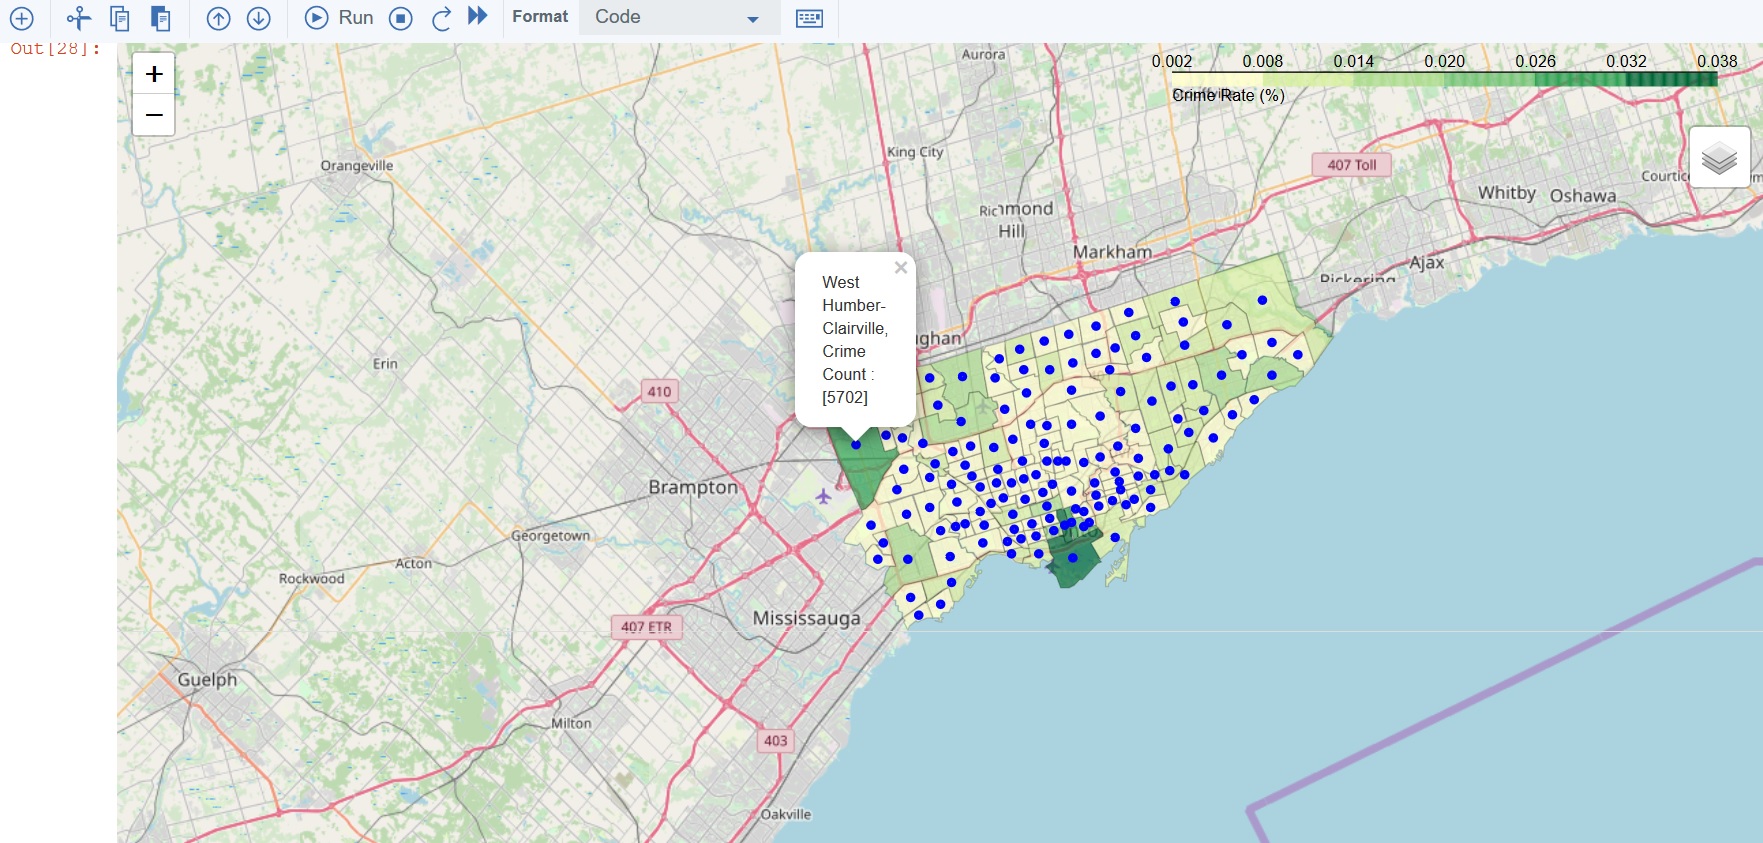 Run
Format
Code
Out[28]:
+
−
Aurora
0.002 0.008 0.014 0.020 0.026 0.032 0.038
Crime Rate (%)
King City
Orangeville
407 Toll
Courtic
Whitby
Oshawa
Richmond
Hill
Markham
Ajax
Pickering
×
West
Humber-
Clairville,
Crime
Count :
[5702]
ughan
Erin
410
Brampton
Georgetown
Acton
Rockwood
Mississauga
407 ETR
Guelph
Milton
403
Oakville